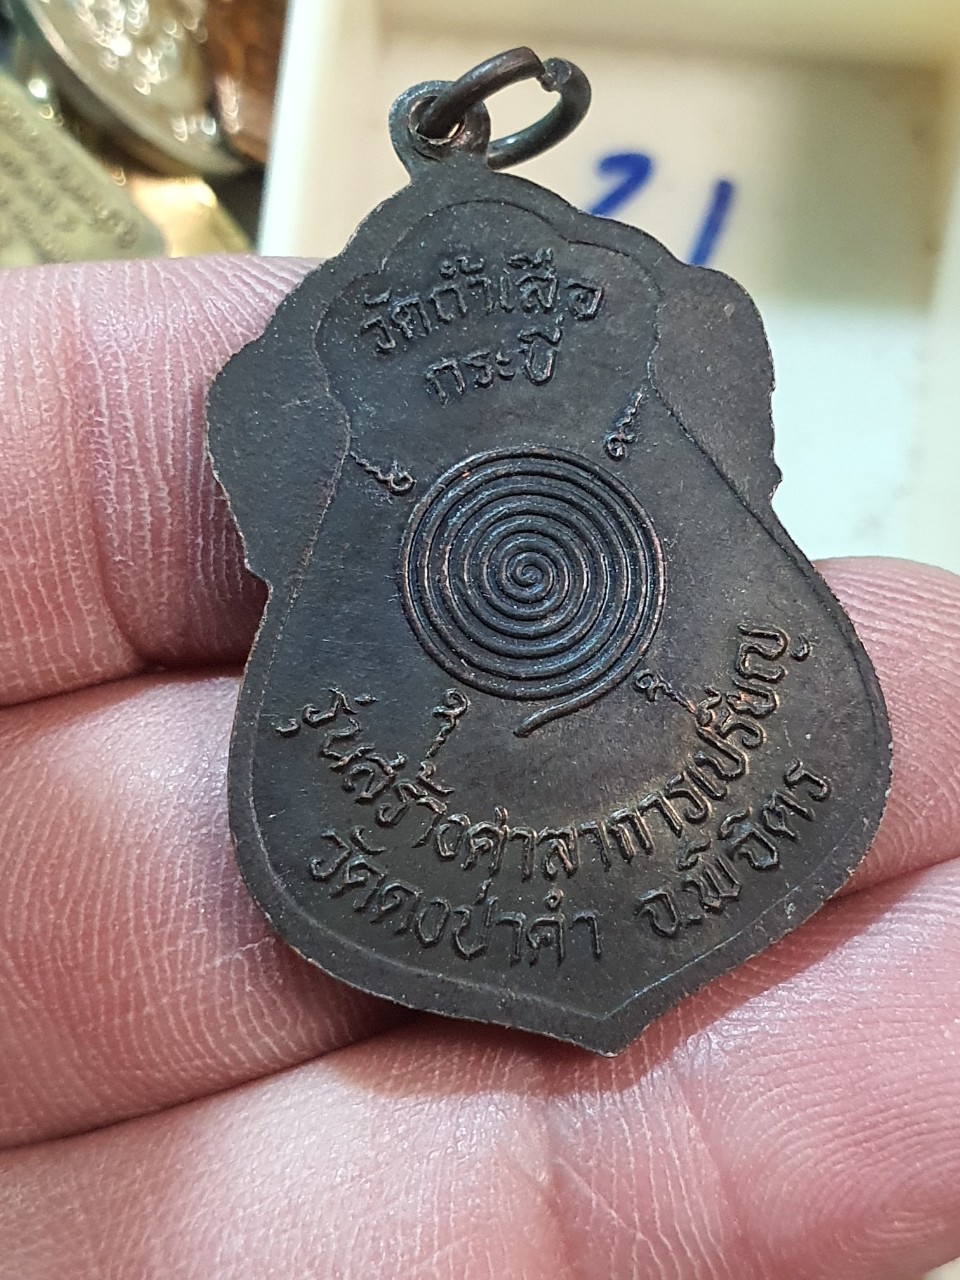 วัดถ้ำเสือ
กระบี่
รุ่นสร้างศาลาการเปรียญ
วัดดงป่าคำ อ.พิจิตร
21